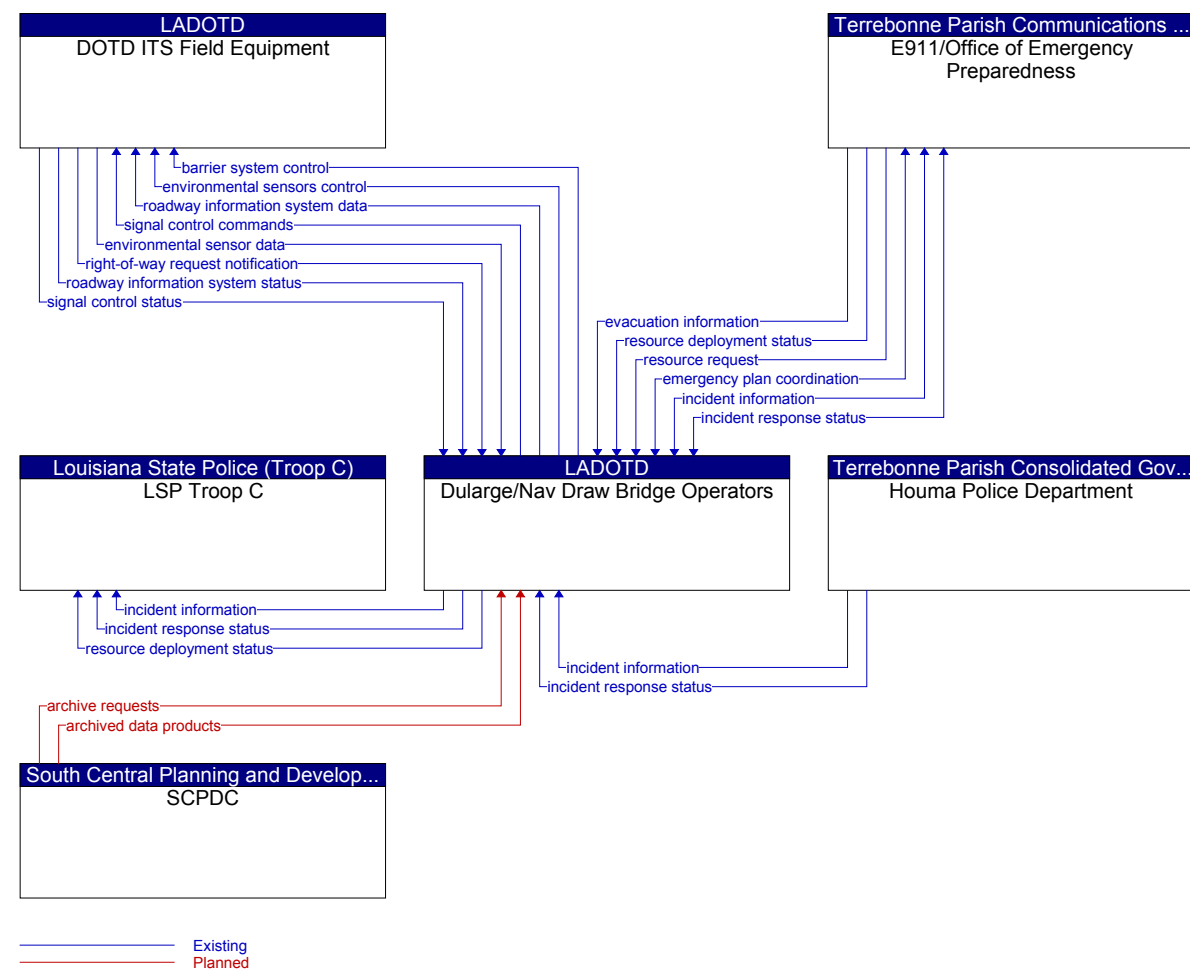 LADOTD
DOTD ITS Field Equipment
Terrebonne Parish Communications ...
E911/Office of Emergency
Preparedness
barrier system control
environmental sensors control
roadway information system data
signal control commands
environmental sensor data
right-of-way request notification
roadway information system status
signal control status
evacuation information
resource deployment status
resource request
emergency plan coordination
incident information
incident response status
Louisiana State Police (Troop C)
LSP Troop C
LADOTD
Dularge/Nav Draw Bridge Operators
Terrebonne Parish Consolidated Gov...
Houma Police Department
incident information
incident response status
resource deployment status
incident information
incident response status
archive requests
archived data products
South Central Planning and Develop...
SCPDC
Existing
Planned